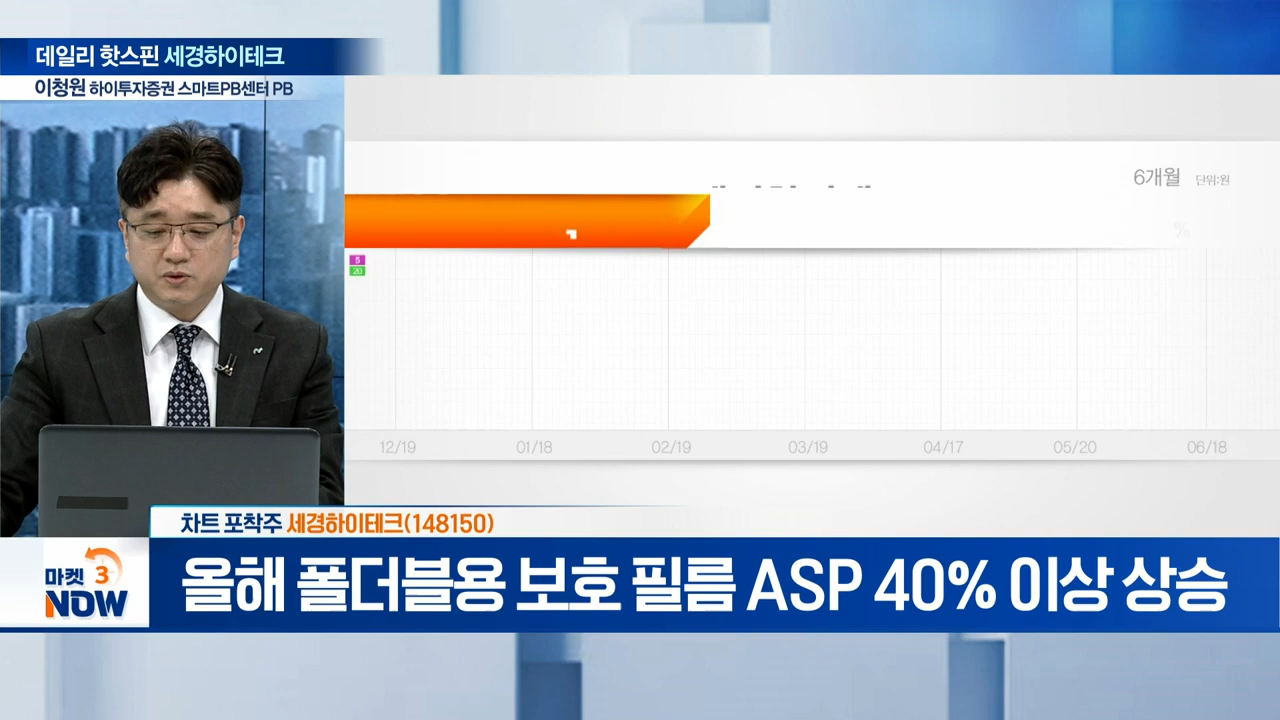 데일리 핫스핀 세경하이테크
이청원 하이투자증권 스마트PB센터 PB
6개월 단위:원
%
5
20
12/19 01/18 02/19 03/19 04/17 05/20 06/18
차트 포착주 세경하이테크(148150)
마켓 3
NOW
올해 폴더블용 보호 필름 ASP 40% 이상 상승